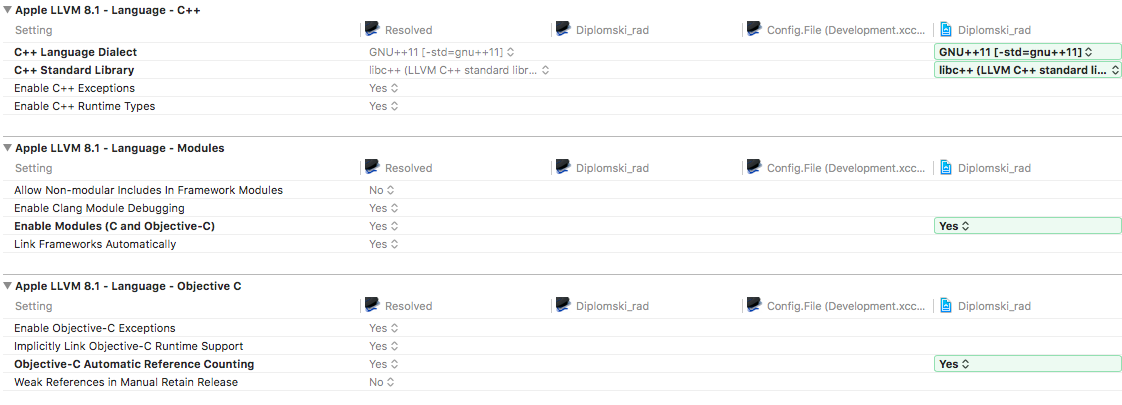 Apple LLVM 8.1 - Language - C++
Setting Resolved Diplomski_rad Config.File (Development.xcc... Diplomski_rad
C++ Language Dialect GNU++11 [-std=gnu++11] GNU++11 [-std=gnu++11]
C++ Standard Library libc++ (LLVM C++ standard libr... libc++ (LLVM C++ standard li...
Enable C++ Exceptions Yes
Enable C++ Runtime Types Yes
Apple LLVM 8.1 - Language - Modules
Setting Resolved Diplomski_rad Config.File (Development.xcc... Diplomski_rad
Allow Non-modular Includes In Framework Modules No
Enable Clang Module Debugging Yes
Enable Modules (C and Objective-C) Yes Yes
Link Frameworks Automatically Yes
Apple LLVM 8.1 - Language - Objective C
Setting Resolved Diplomski_rad Config.File (Development.xcc... Diplomski_rad
Enable Objective-C Exceptions Yes
Implicitly Link Objective-C Runtime Support Yes
Objective-C Automatic Reference Counting Yes Yes
Weak References in Manual Retain Release No